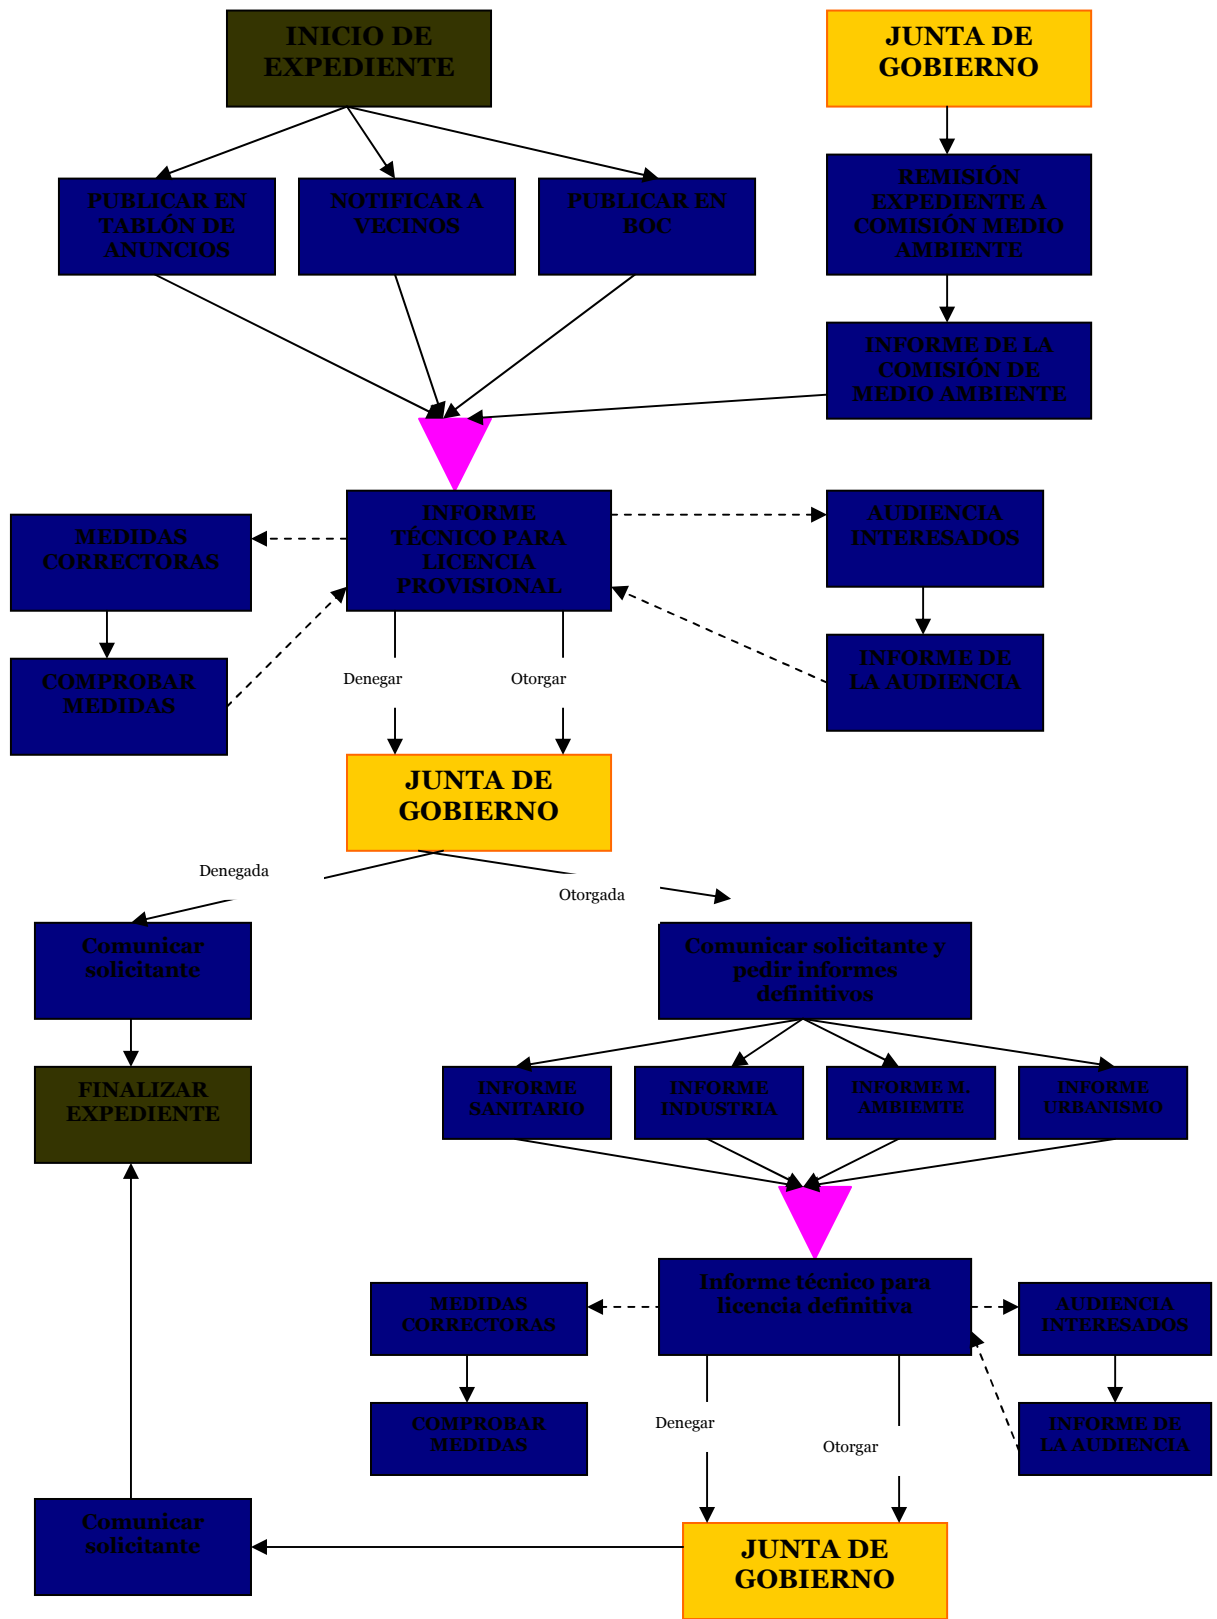 INICIO DE
EXPEDIENTE
JUNTA DE
GOBIERNO
PUBLICAR EN
TABLÓN DE
ANUNCIOS
NOTIFICAR A
VECINOS
PUBLICAR EN
BOC
REMISIÓN
EXPEDIENTE A
COMISIÓN MEDIO
AMBIENTE
INFORME DE LA
COMISIÓN DE
MEDIO AMBIENTE
MEDIDAS
CORRECTORAS
INFORME
TÉCNICO PARA
LICENCIA
PROVISIONAL
AUDIENCIA
INTERESADOS
COMPROBAR
MEDIDAS
Denegar
Otorgar
INFORME DE
LA AUDIENCIA
JUNTA DE
GOBIERNO
Denegada
Otorgada
Comunicar
solicitante
Comunicar solicitante y
pedir informes
definitivos
FINALIZAR
EXPEDIENTE
INFORME
SANITARIO
INFORME
INDUSTRIA
INFORME M.
AMBIEMTE
INFORME
URBANISMO
MEDIDAS
CORRECTORAS
Informe técnico para
licencia definitiva
AUDIENCIA
INTERESADOS
COMPROBAR
MEDIDAS
Denegar
Otorgar
INFORME DE
LA AUDIENCIA
Comunicar
solicitante
JUNTA DE
GOBIERNO